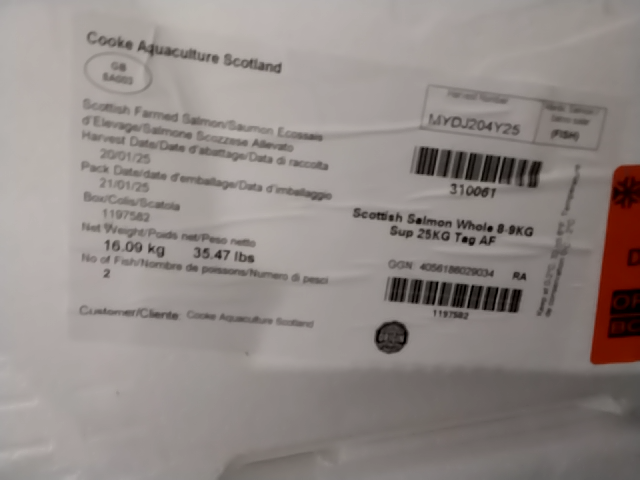 Cooke Aquaculture Scotland
GB
SA003
Scottish Farmed Salmon/Saumon Ecossais
d'Elevage/Salmone Scozzese Allevato
Harvest Date/Date d'abattage/Data di raccolta
20/01/25
Pack Date/date d'emballage/Data d'imballaggio
21/01/25
Box/Colis/Scatola
1197582
Net Weight/Poids net/Peso netto
16.09 kg 35.47 lbs
No of Fish/Nombre de poissons/Numero di pesci
2
Customer/Cliente: Cooke Aquaculture Scotland
Harvest Number
MYDJ204Y25
(FISH)
310061
Scottish Salmon Whole 8-9KG
Sup 25KG Tag AF
GGN: 4056186029034 RA
1197582